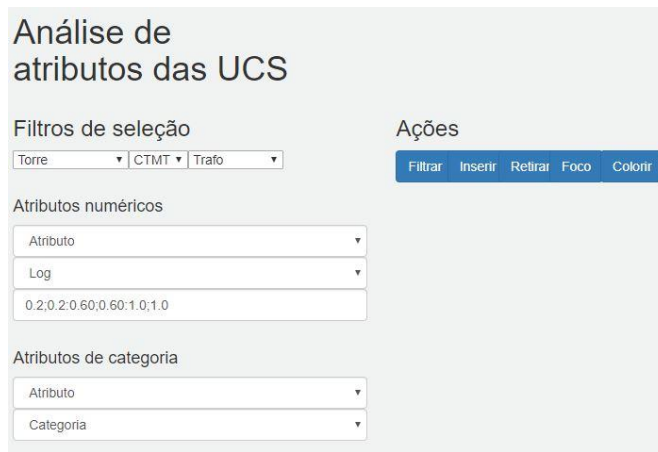 Análise de
atributos das UCS
Filtros de seleção
Torre CTMT Trafo
Ações
Filtrar Inserir Retirar Foco Colorir
Atributos numéricos
Atributo
Log
0.2;0.2:0.60;0.60:1.0;1.0
Atributos de categoria
Atributo
Categoria